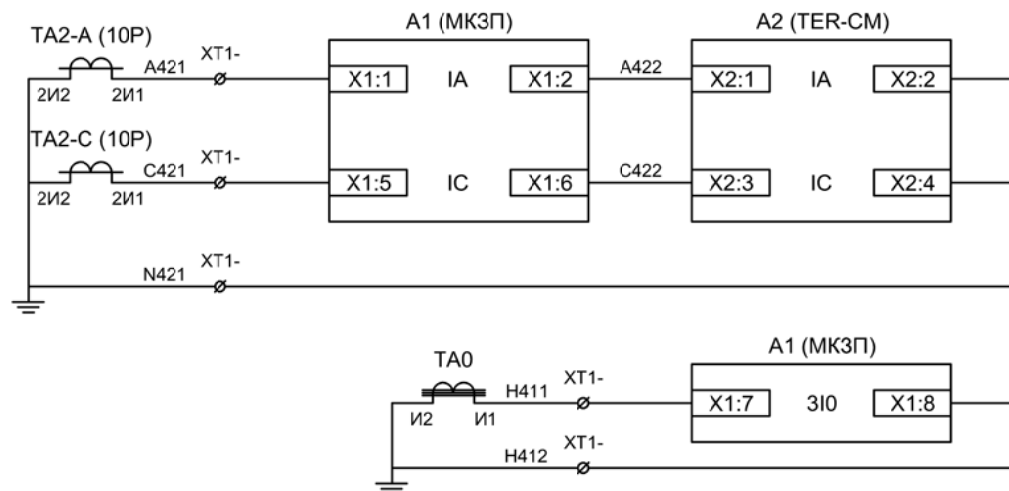 A1 (МКЗП) A2 (TER-CM)
TA2-A (10P)
XT1-
A421 X1:1 IA X1:2 A422 X2:1 IA X2:2
2И2 2И1
TA2-C (10P)
XT1-
C421 X1:5 IC X1:6 C422 X2:3 IC X2:4
2И2 2И1
XT1-
N421
A1 (МКЗП)
TA0
XT1-
H411 X1:7 3I0 X1:8
И2 И1
XT1-
H412